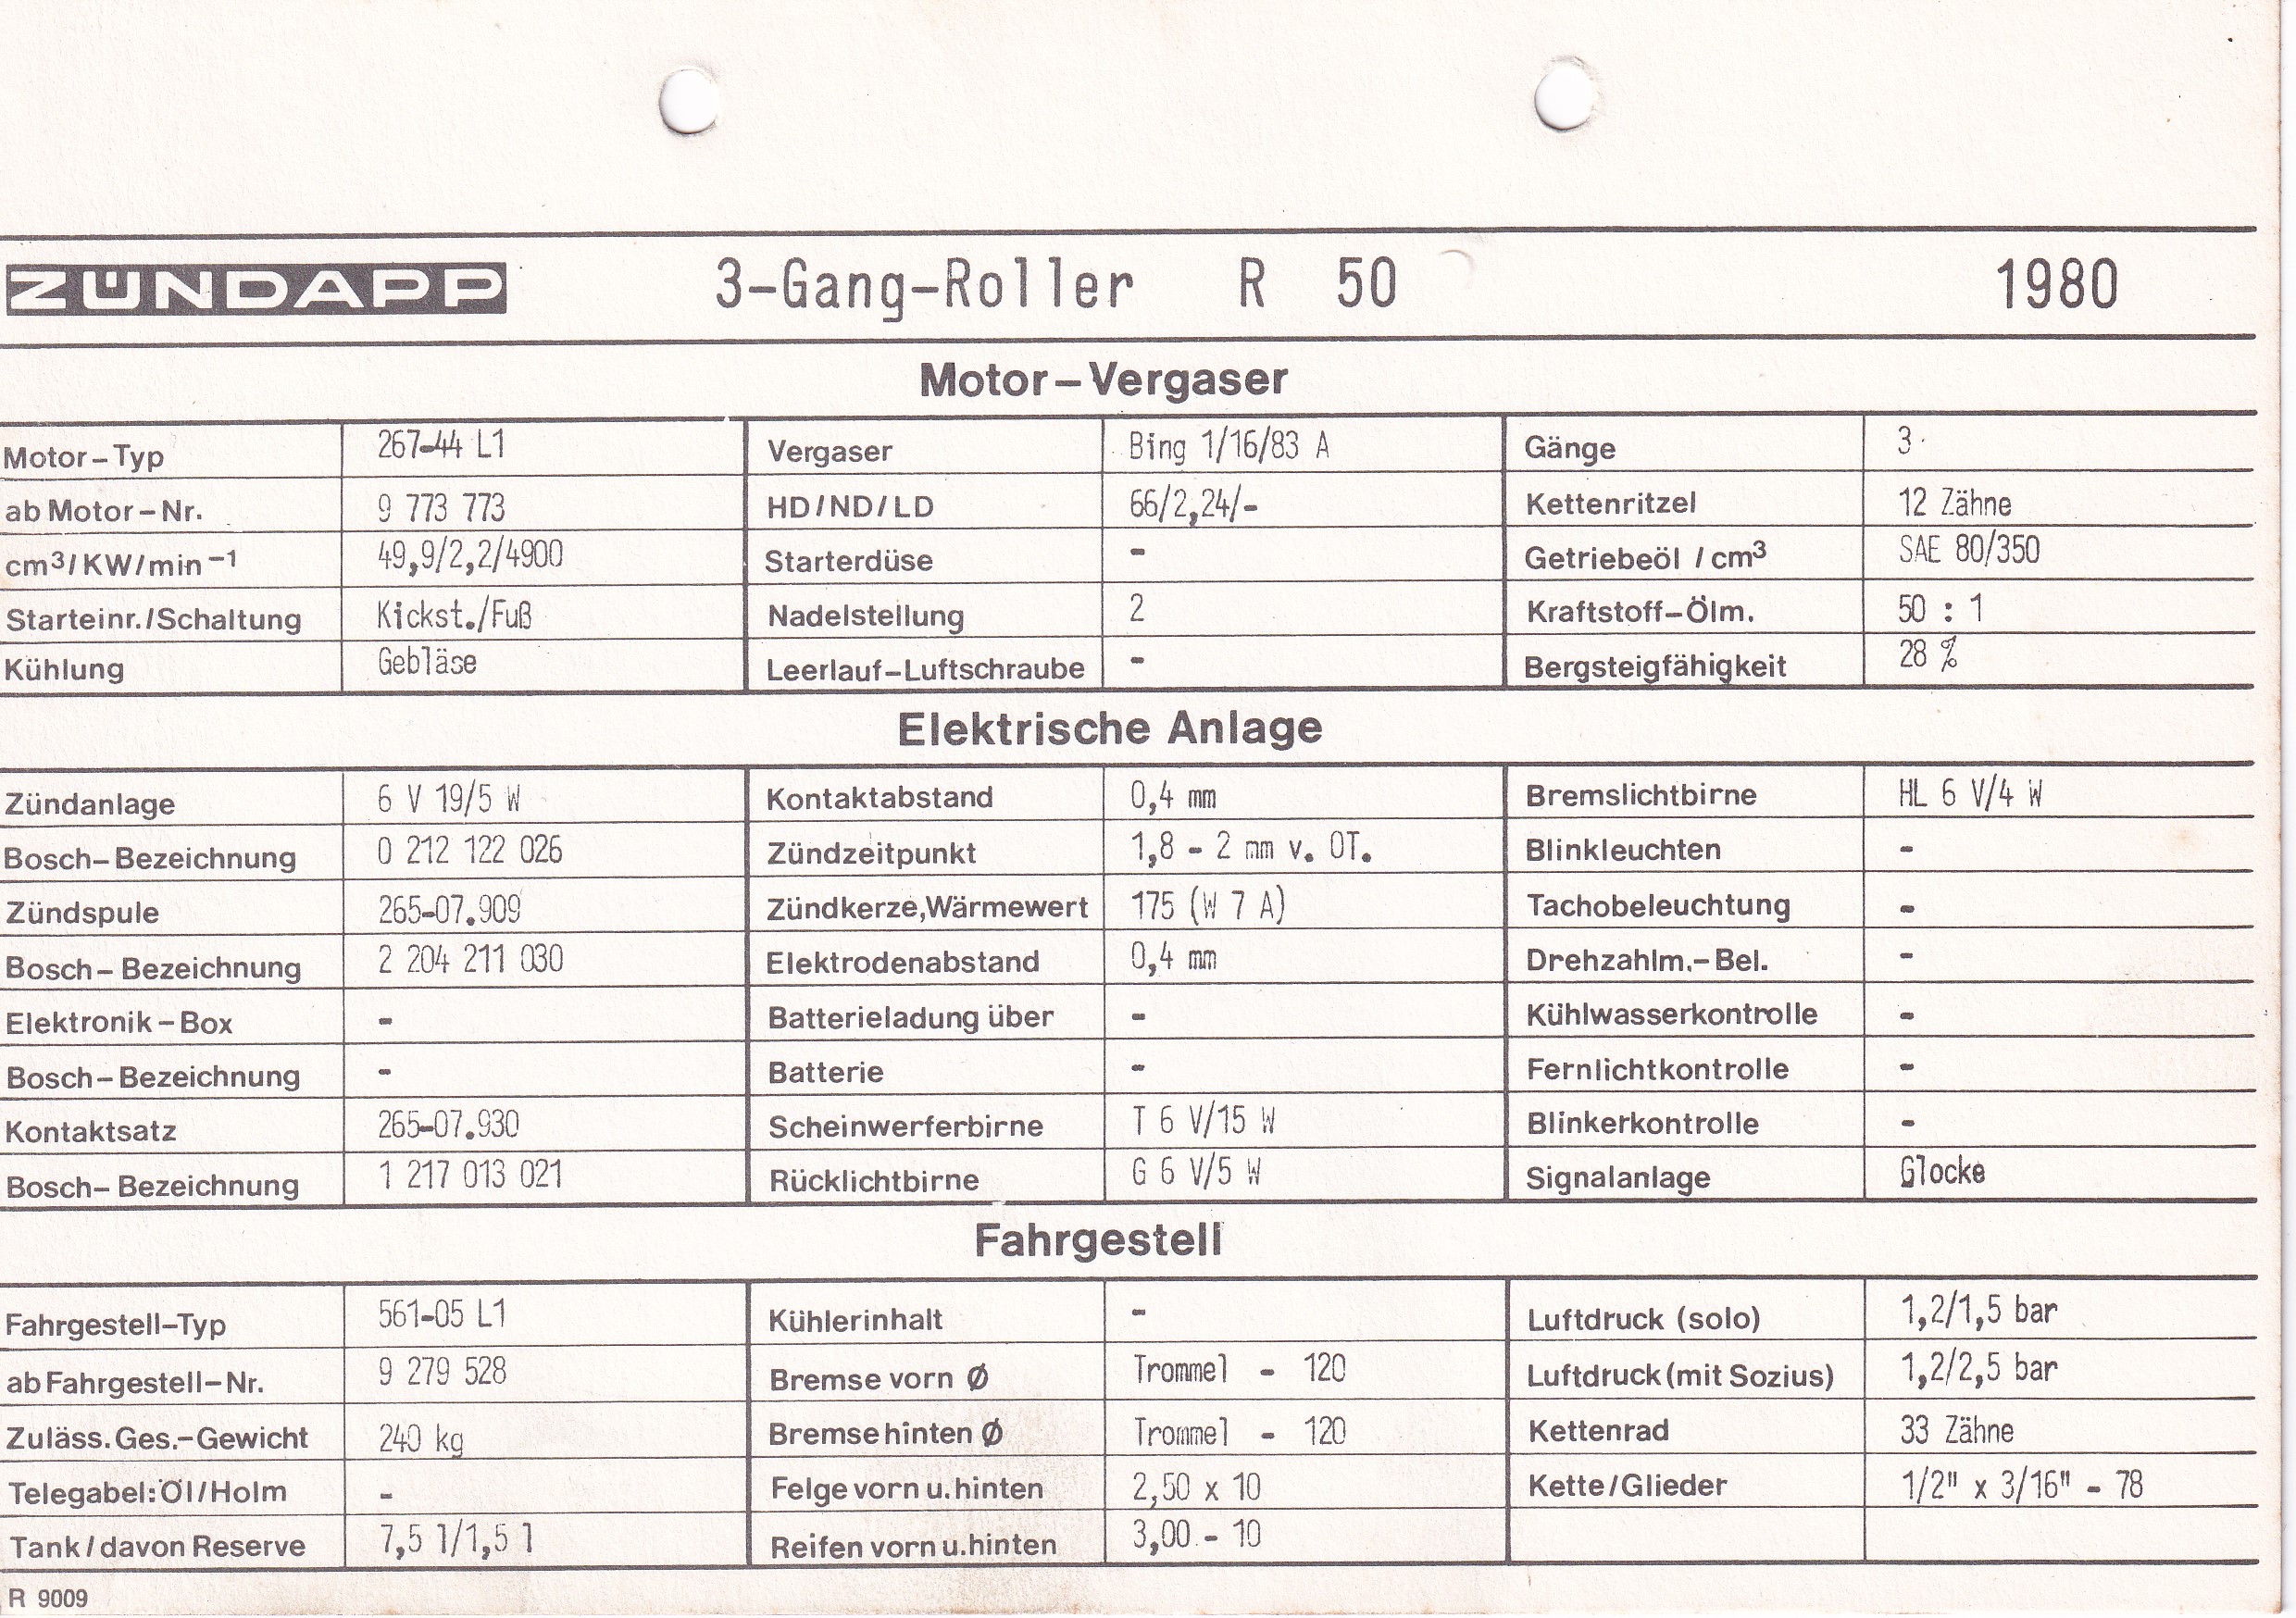 ZÜNDAPP 3-Gang-Roller R 50 1980
Motor-Vergaser
Motor-Typ 267-44 L1 Vergaser Bing 1/16/83 A Gänge 3
ab Motor-Nr. 9 773 773 HD/ND/LD 66/2,24/- Kettenritzel 12 Zähne
cm³/KW/min⁻¹ 49,9/2,2/4900 Starterdüse - Getriebeöl / cm³ SAE 80/350
Starteinr./Schaltung Kickst./Fuß Nadelstellung 2 Kraftstoff-Ölm. 50 : 1
Kühlung Gebläse Leerlauf-Luftschraube - Bergsteigfähigkeit 28 %
Elektrische Anlage
Zündanlage 6 V 19/5 W Kontaktabstand 0,4 mm Bremslichtbirne HL 6 V/4 W
Bosch-Bezeichnung 0 212 122 026 Zündzeitpunkt 1,8 - 2 mm v. OT. Blinkleuchten -
Zündspule 265-07.909 Zündkerze,Wärmewert 175 (W 7 A) Tachobeleuchtung -
Bosch-Bezeichnung 2 204 211 030 Elektrodenabstand 0,4 mm Drehzahlm.-Bel. -
Elektronik-Box - Batterieladung über - Kühlwasserkontrolle -
Bosch-Bezeichnung - Batterie - Fernlichtkontrolle -
Kontaktsatz 265-07.930 Scheinwerferbirne T 6 V/15 W Blinkerkontrolle -
Bosch-Bezeichnung 1 217 013 021 Rücklichtbirne G 6 V/5 W Signalanlage Glocke
Fahrgestell
Fahrgestell-Typ 561-05 L1 Kühlerinhalt - Luftdruck (solo) 1,2/1,5 bar
ab Fahrgestell-Nr. 9 279 528 Bremse vorn Ø Trommel - 120 Luftdruck (mit Sozius) 1,2/2,5 bar
Zuläss. Ges.-Gewicht 240 kg Bremse hinten Ø Trommel - 120 Kettenrad 33 Zähne
Telegabel: Öl/Holm - Felge vorn u. hinten 2,50 x 10 Kette/Glieder 1/2" x 3/16" - 78
Tank/davon Reserve 7,5 l/1,5 l Reifen vorn u. hinten 3,00 - 10
R 9009